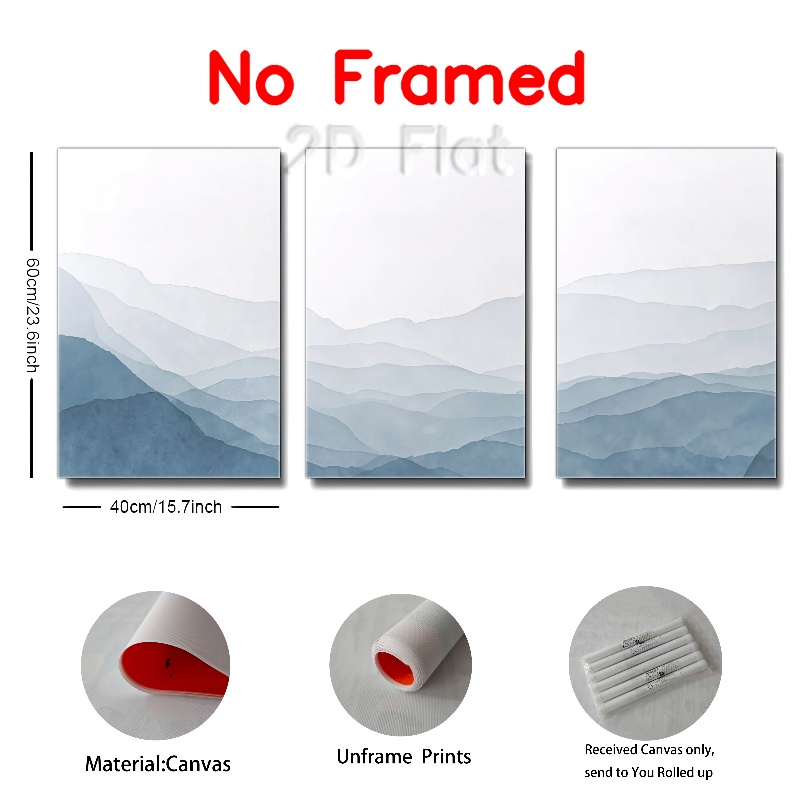 No Framed
2D Flat
60cm/23.6inch
40cm/15.7inch
Material:Canvas
Unframe Prints
Received Canvas only,
send to You Rolled up